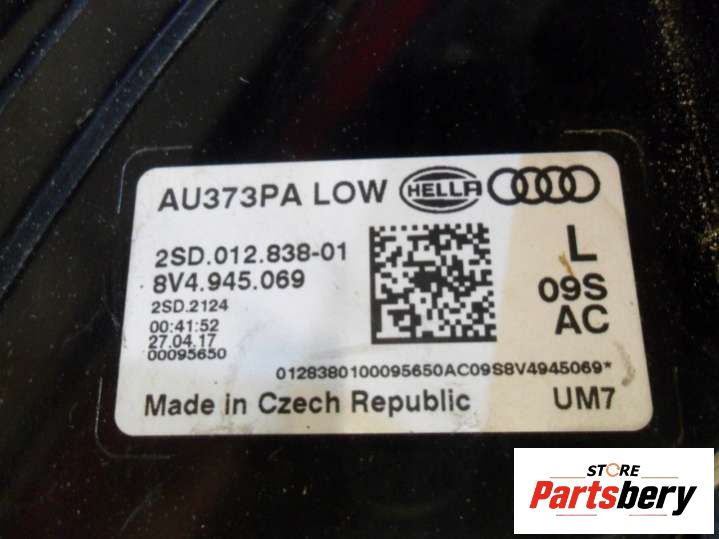 AU373PA LOW HELLA
2SD.012.838-01 L
8V4.945.069 09S
2SD.2124 AC
00:41:52
27.04.17
00095650
0128380100095650AC09S8V4945069*
Made in Czech Republic UM7
STORE
Partsbery